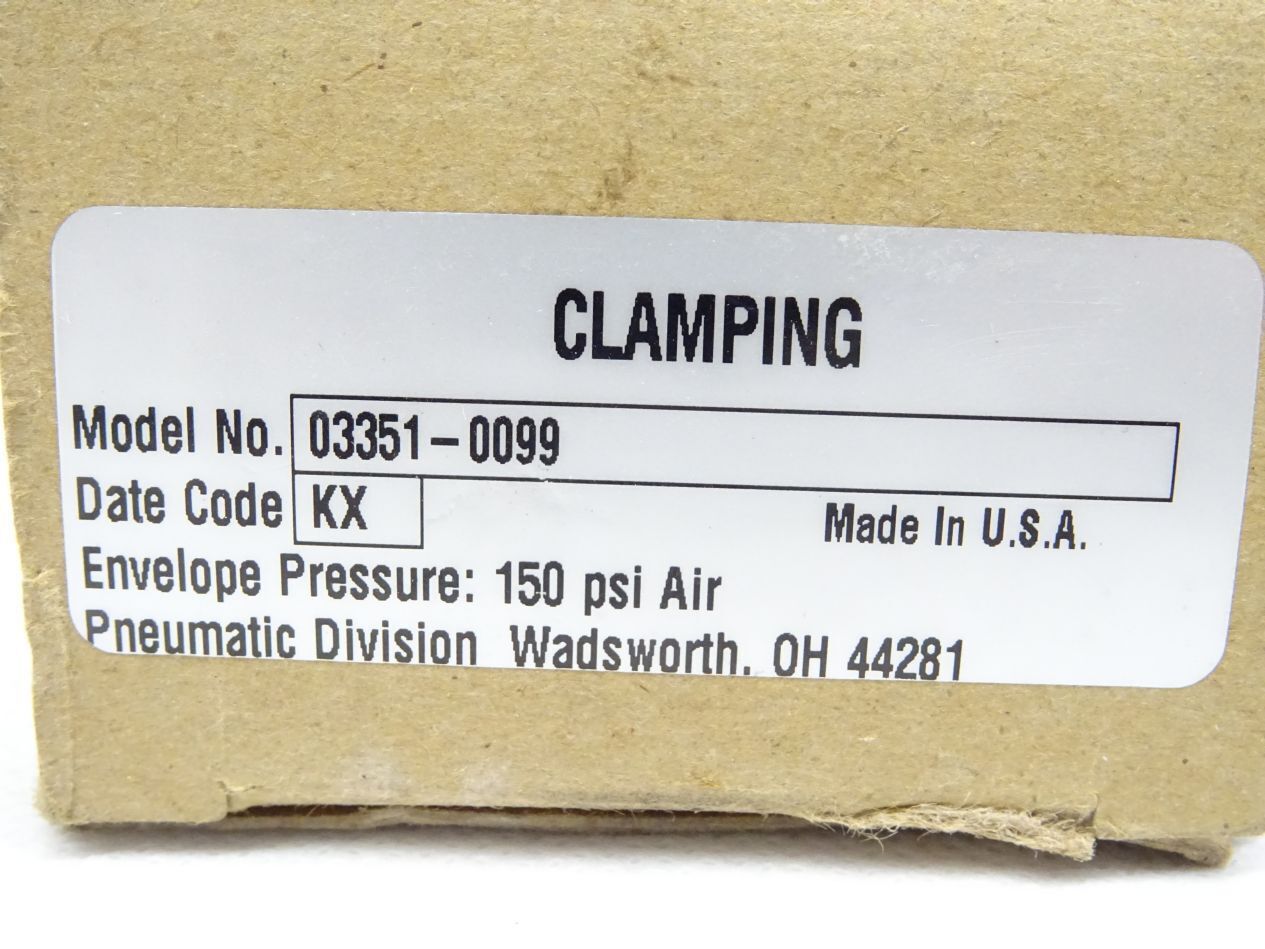 CLAMPING
Model No. 03351-0099
Date Code KX
Made In U.S.A.
Envelope Pressure: 150 psi Air
Pneumatic Division Wadsworth, OH 44281